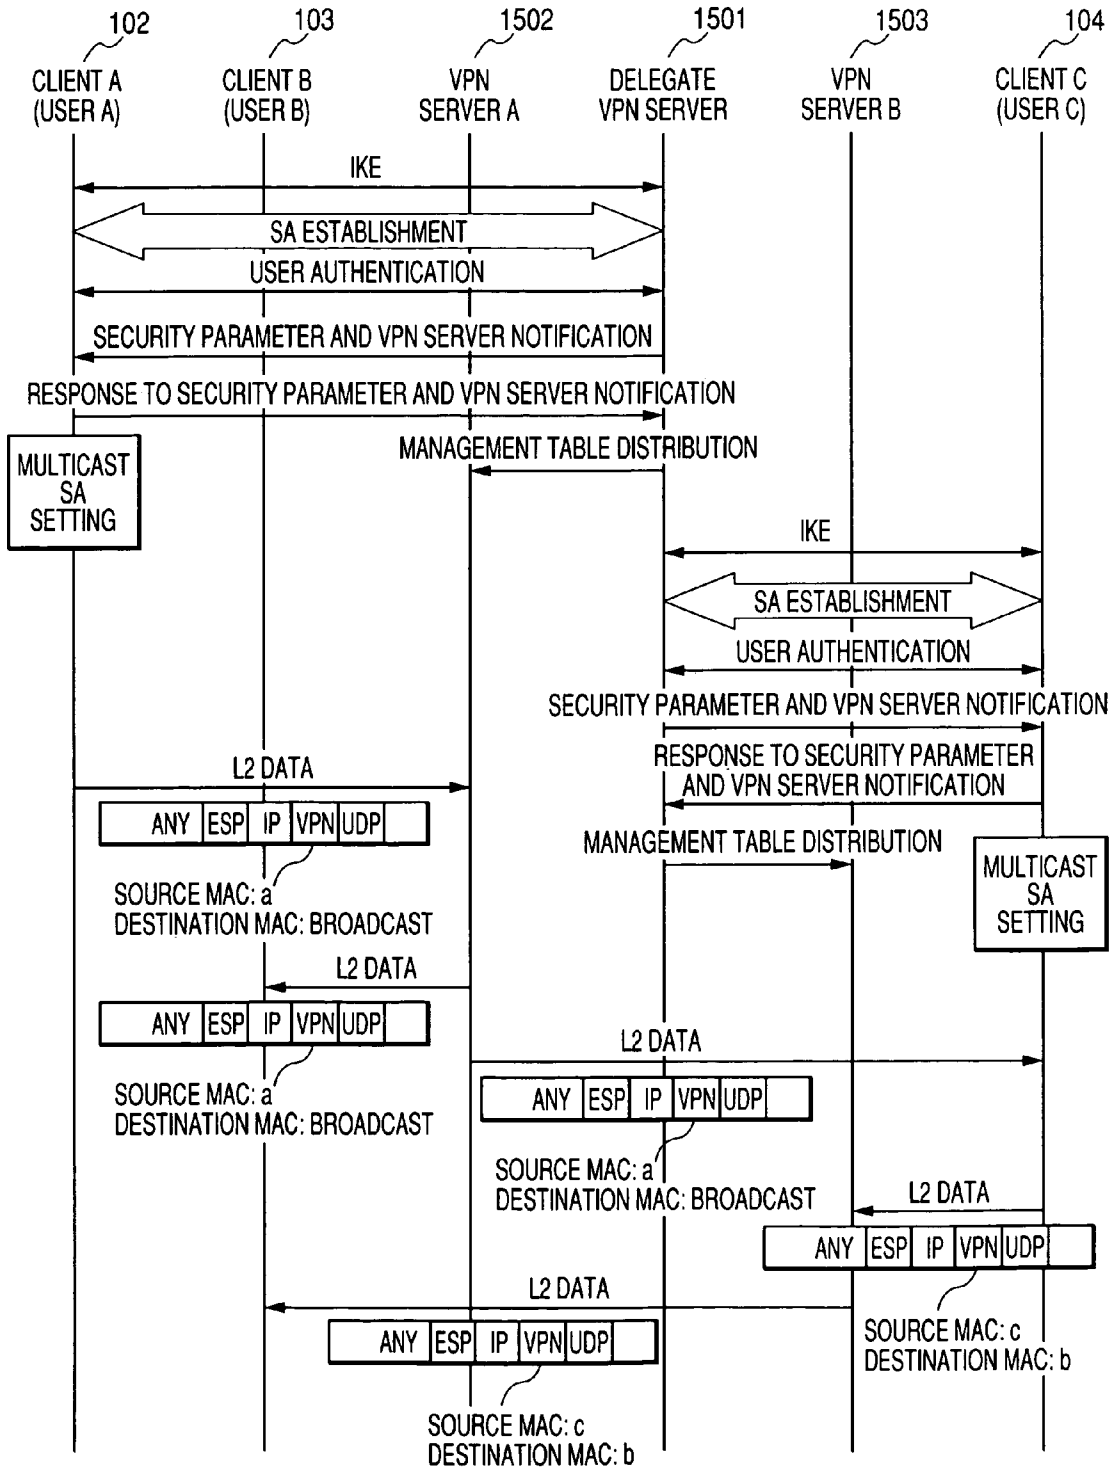 102
103
1502
1501
1503
104
CLIENT A
(USER A)
CLIENT B
(USER B)
VPN
SERVER A
DELEGATE
VPN SERVER
VPN
SERVER B
CLIENT C
(USER C)
IKE
SA ESTABLISHMENT
USER AUTHENTICATION
SECURITY PARAMETER AND VPN SERVER NOTIFICATION
RESPONSE TO SECURITY PARAMETER AND VPN SERVER NOTIFICATION
MULTICAST
SA
SETTING
MANAGEMENT TABLE DISTRIBUTION
IKE
SA ESTABLISHMENT
USER AUTHENTICATION
SECURITY PARAMETER AND VPN SERVER NOTIFICATION
RESPONSE TO SECURITY PARAMETER
AND VPN SERVER NOTIFICATION
L2 DATA
ANY ESP IP VPN UDP
SOURCE MAC: a
DESTINATION MAC: BROADCAST
MANAGEMENT TABLE DISTRIBUTION
MULTICAST
SA
SETTING
L2 DATA
ANY ESP IP VPN UDP
SOURCE MAC: a
DESTINATION MAC: BROADCAST
L2 DATA
ANY ESP IP VPN UDP
SOURCE MAC: a
DESTINATION MAC: BROADCAST
L2 DATA
ANY ESP IP VPN UDP
SOURCE MAC: c
DESTINATION MAC: b
L2 DATA
ANY ESP IP VPN UDP
SOURCE MAC: c
DESTINATION MAC: b